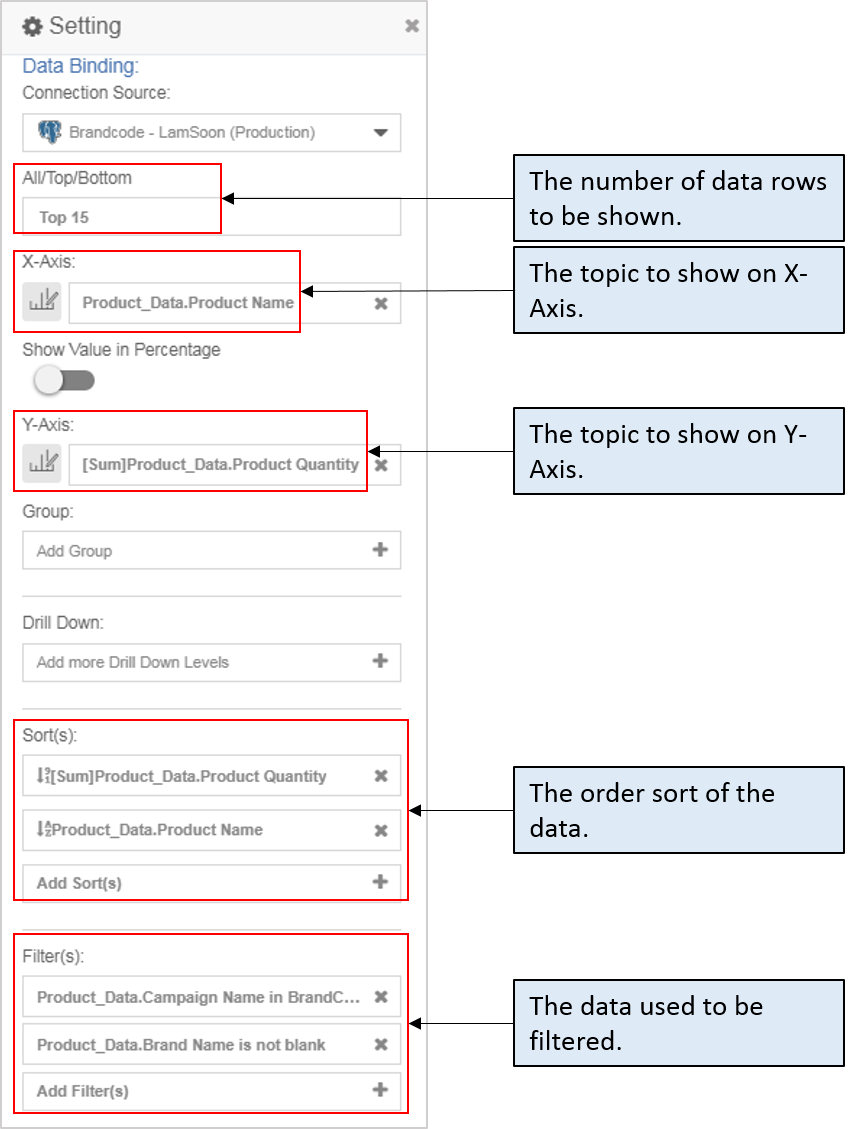 Setting
Data Binding:
Connection Source:
Brandcode - LamSoon (Production)
All/Top/Bottom
Top 15
The number of data rows
to be shown.
X-Axis:
Product_Data.Product Name
The topic to show on X-
Axis.
Show Value in Percentage
Y-Axis:
[Sum]Product_Data.Product Quantity
The topic to show on Y-
Axis.
Group:
Add Group
Drill Down:
Add more Drill Down Levels
Sort(s):
[Sum]Product_Data.Product Quantity
Product_Data.Product Name
Add Sort(s)
The order sort of the
data.
Filter(s):
Product_Data.Campaign Name in BrandC...
Product_Data.Brand Name is not blank
Add Filter(s)
The data used to be
filtered.